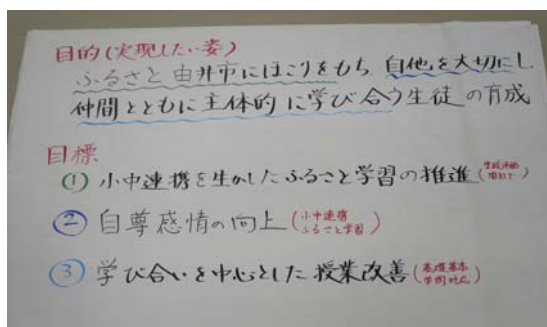 目的(実現したい姿)
ふるさと由井市にほこりをもち、自他を大切にし
仲間とともに主体的に学び合う生徒の育成
目標
① 小中連携を生かしたふるさと学習の推進
② 自尊感情の向上(小中連携 ふるさと学習)
③ 学び合いを中心とした授業改善(基礎基本